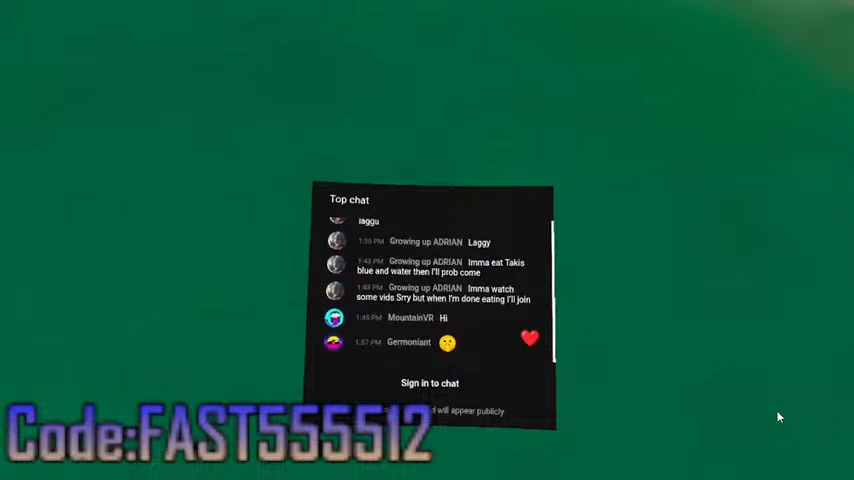 Top chat
laggu
1:38 PM Growing up ADRIAN Laggy
1:43 PM Growing up ADRIAN Imma eat Takis
blue and water then I'll prob come
1:43 PM Growing up ADRIAN Imma watch
some vids Srry but when I'm done eating I'll join
1:45 PM MountainVR Hi
1:57 PM Germoniant
Sign in to chat
will appear publicly
Code:FAST555512